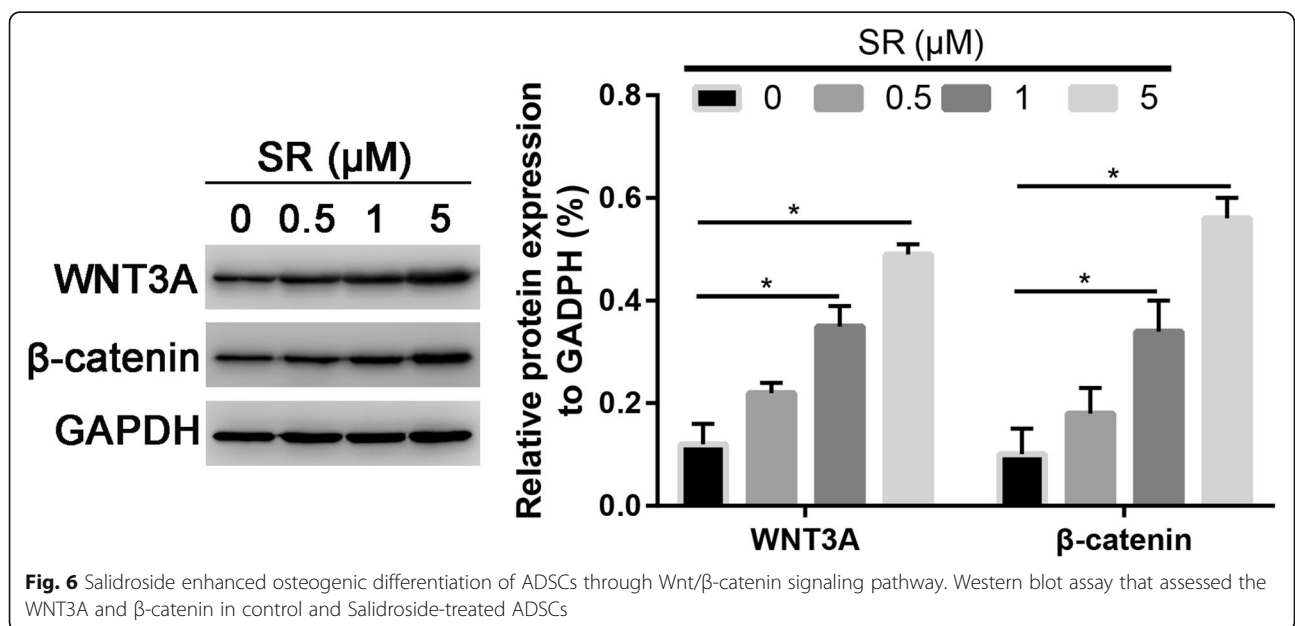 SR (µM)
0 0.5 1 5
WNT3A
β-catenin
GAPDH
SR (µM)
0 0.5 1 5
Relative protein expression
to GADPH (%)
0.8
0.6
0.4
0.2
0.0
*
*
*
*
WNT3A β-catenin
Fig. 6 Salidroside enhanced osteogenic differentiation of ADSCs through Wnt/β-catenin signaling pathway. Western blot assay that assessed the
WNT3A and β-catenin in control and Salidroside-treated ADSCs